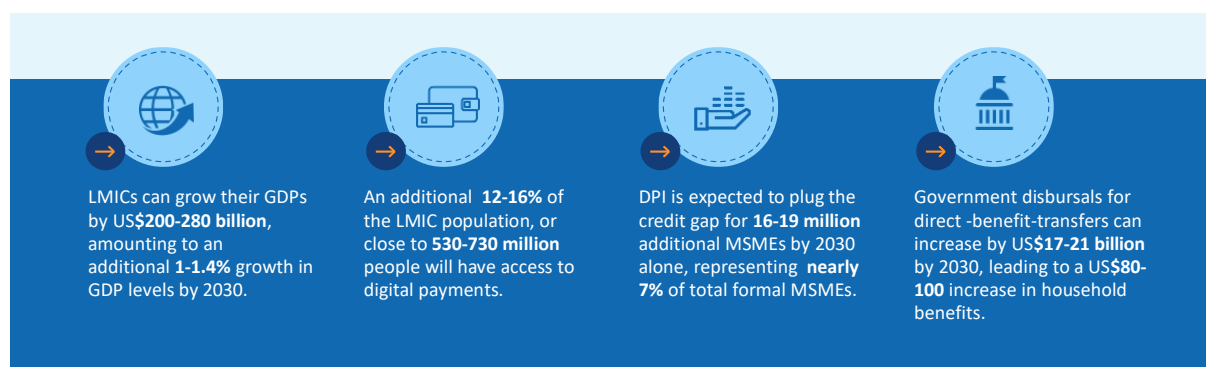 LMICs can grow their GDPs
by US$200-280 billion,
amounting to an
additional 1-1.4% growth in
GDP levels by 2030.
An additional 12-16% of
the LMIC population, or
close to 530-730 million
people will have access to
digital payments.
DPI is expected to plug the
credit gap for 16-19 million
additional MSMEs by 2030
alone, representing nearly
7% of total formal MSMEs.
Government disbursals for
direct -benefit-transfers can
increase by US$17-21 billion
by 2030, leading to a US$80-
100 increase in household
benefits.